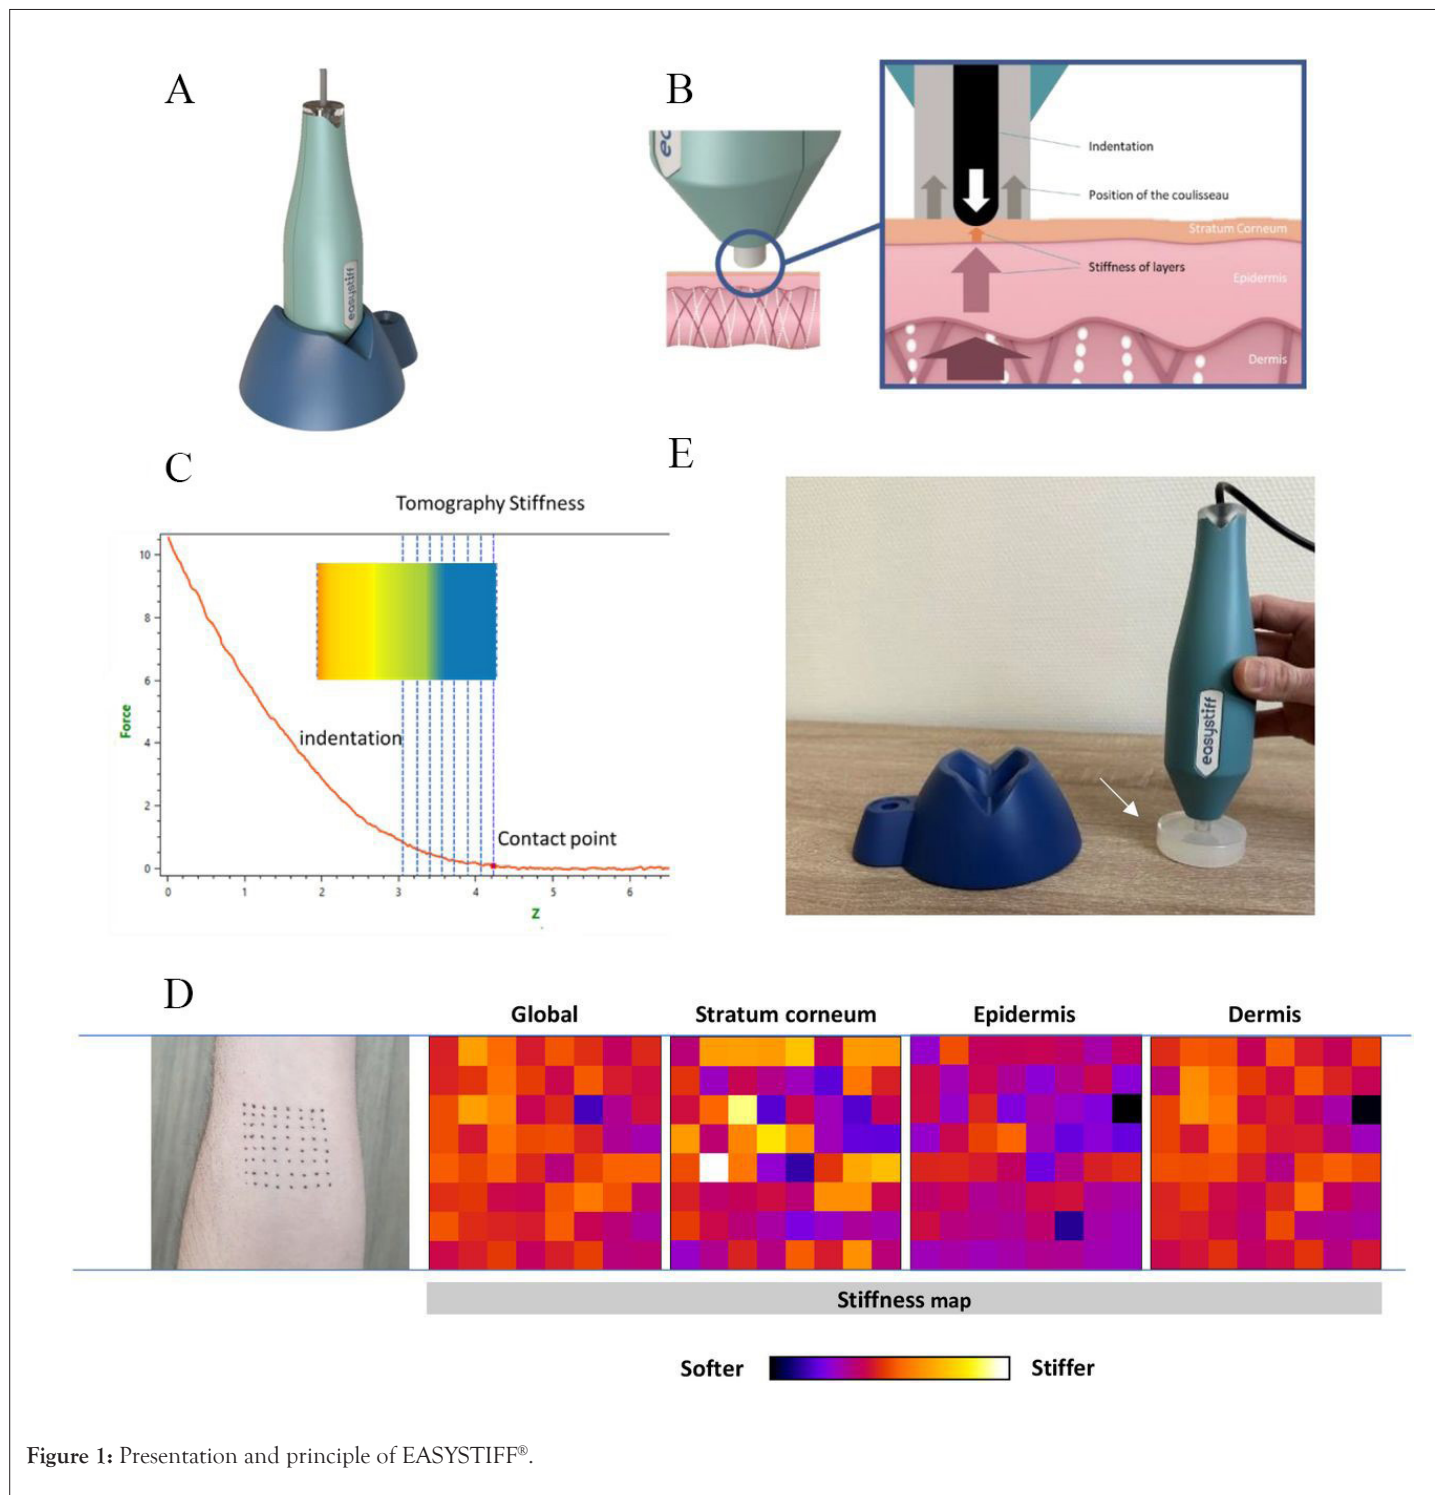 A
easystiff
B
ec
Indentation
Position of the coulisseau
Stratum Corneum
Stiffness of layers
Epidermis
Dermis
C
Tomography Stiffness
10
8
6
4
2
0
Force
indentation
Contact point
0 1 2 3 4 5 6
Z
E
easystiff
D
Global Stratum corneum Epidermis Dermis
Stiffness map
Softer Stiffer
Figure 1: Presentation and principle of EASYSTIFF®.